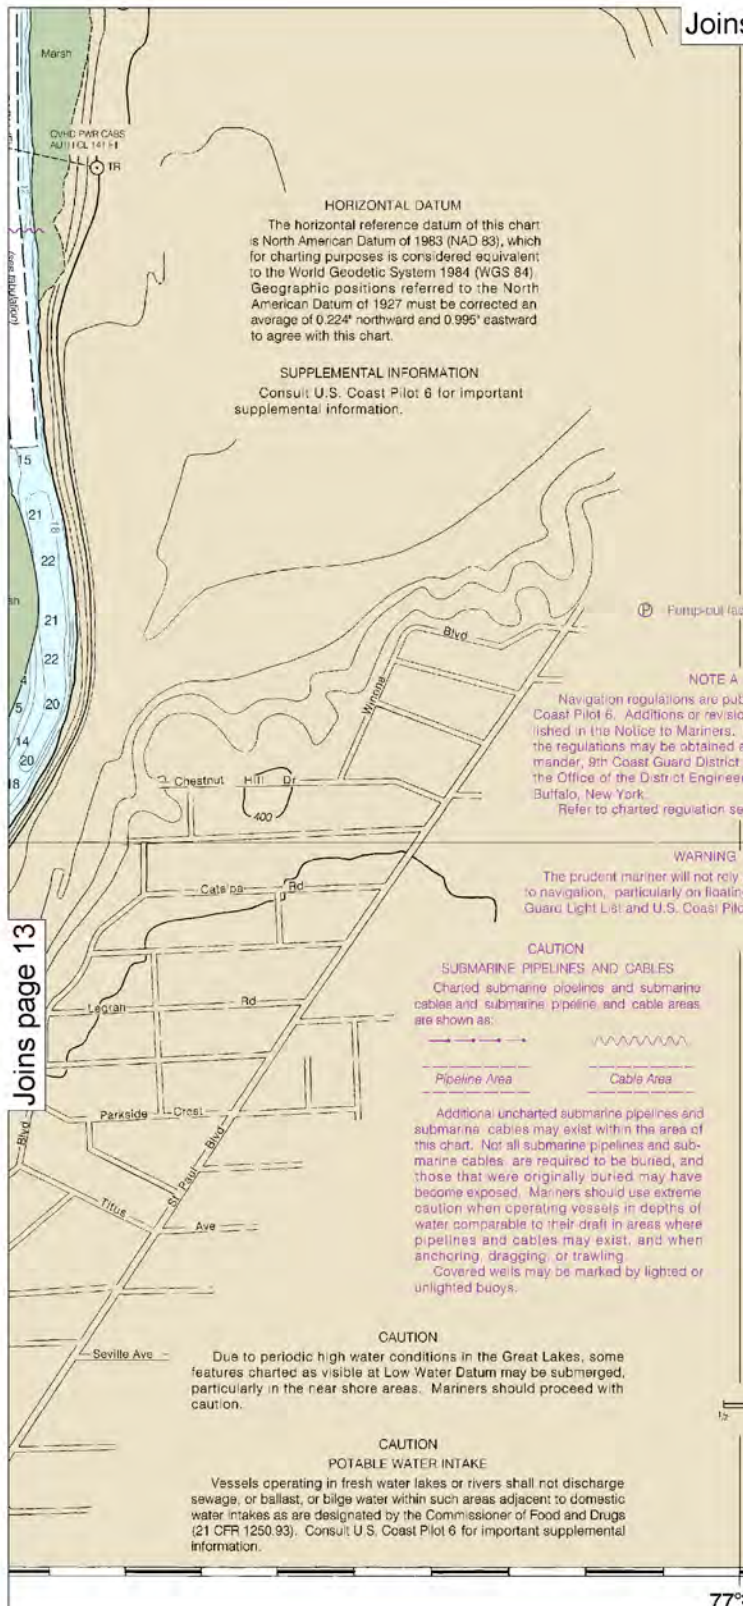 Joins
Marsh
OVHD PWR CABS
AUTH CL 141 FT
TR
HORIZONTAL DATUM
The horizontal reference datum of this chart
is North American Datum of 1983 (NAD 83), which
for charting purposes is considered equivalent
to the World Geodetic System 1984 (WGS 84).
Geographic positions referred to the North
American Datum of 1927 must be corrected an
average of 0.224" northward and 0.995" eastward
to agree with this chart.
(see tabulation)
SUPPLEMENTAL INFORMATION
Consult U.S. Coast Pilot 6 for important
supplemental information.
15
21
18
22
21
22
20
4
5
14
20
18
P Pump-out
Blvd
Winona
NOTE A
Navigation regulations are
Coast Pilot 6. Additions or
lished in the Notice to Mariners.
the regulations may be obtained
mander, 9th Coast Guard District
the Office of the District
Buffalo, New York.
Refer to charted regulation
Chestnut Hill Dr
400
WARNING
The prudent mariner will not rely
to navigation, particularly on
Guard Light List and U.S. Coast
Catalpa Rd
Joins page 13
CAUTION
SUBMARINE PIPELINES AND CABLES
Charted submarine pipelines and submarine
cables and submarine pipeline and cable areas
are shown as:
Pipeline Area
Cable Area
Additional uncharted submarine pipelines and
submarine cables may exist within the area of
this chart. Not all submarine pipelines and sub-
marine cables are required to be buried, and
those that were originally buried may have
become exposed. Mariners should use extreme
caution when operating vessels in depths of
water comparable to their draft in areas where
pipelines and cables may exist, and when
anchoring, dragging, or trawling.
Covered wells may be marked by lighted or
unlighted buoys.
Legran Rd
Parkside Crest
Blvd
St Paul Blvd
Titus Ave
Seville Ave
CAUTION
Due to periodic high water conditions in the Great Lakes, some
features charted as visible at Low Water Datum may be submerged,
particularly in the near shore areas. Mariners should proceed with
caution.
1/2
CAUTION
POTABLE WATER INTAKE
Vessels operating in fresh water lakes or rivers shall not discharge
sewage, or ballast, or bilge water within such areas adjacent to domestic
water intakes as are designated by the Commissioner of Food and Drugs
(21 CFR 1250.93). Consult U.S. Coast Pilot 6 for important supplemental
information.
77°